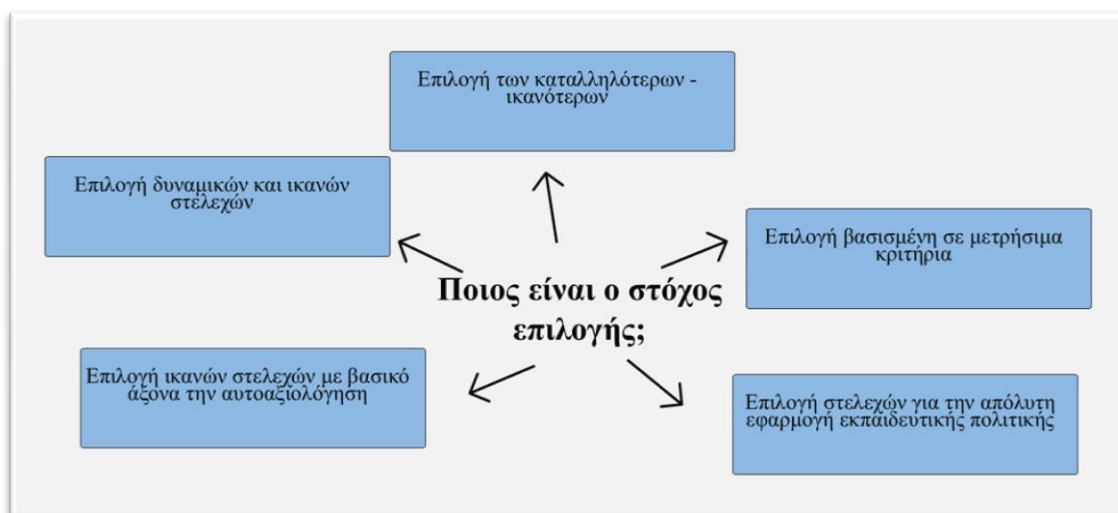 Επιλογή των καταλληλότερων -
ικανότερων
Επιλογή δυναμικών και ικανών
στελεχών
Επιλογή βασισμένη σε μετρήσιμα
κριτήρια
Ποιος είναι ο στόχος
επιλογής;
Επιλογή ικανών στελεχών με βασικό
άξονα την αυτοαξιολόγηση
Επιλογή στελεχών για την απόλυτη
εφαρμογή εκπαιδευτικής πολιτικής